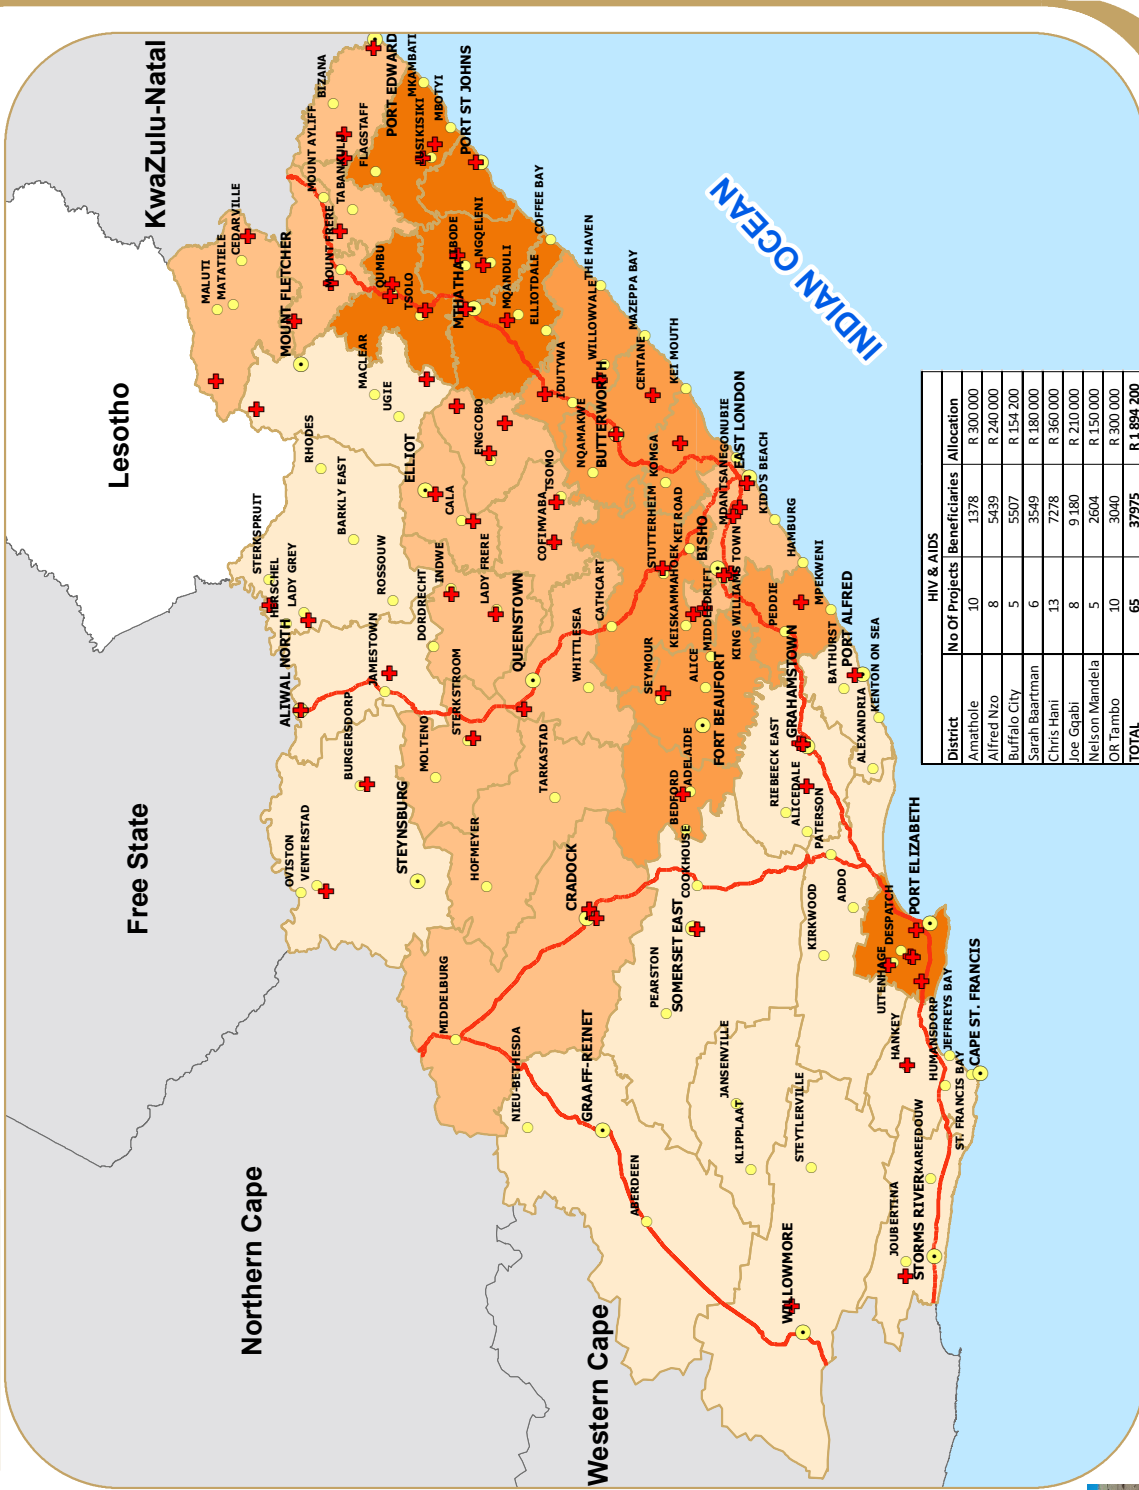 KwaZulu-Natal
Lesotho
Free State
Northern Cape
Western Cape
INDIAN OCEAN
BIZANA
PORT EDWARD
MKAMBATI
MBOTYI
LUSIKISIKI
PORT ST JOHNS
FLAGSTAFF
MOUNT AYLIFF
TABANKULU
MOUNT FRERE
CEDARVILLE
MATATIELE
MALUTI
MOUNT FLETCHER
QUMBU
TSOLO
LIBODE
NGQELENI
MTHATHA
MQANDULI
ELLIOTDALE
COFFEE BAY
THE HAVEN
WILLOWVALE
MAZEPPA BAY
CENTANE
KEI MOUTH
IDUTYWA
BUTTERWORTH
NQAMAKWE
MACLEAR
UGIE
ELLIOT
ENGCOBO
CALA
TSOMO
COFIMVABA
KOMGA
STUTTERHEIM
KEI ROAD
BISHO
MDANTSANE
GONUBIE
EAST LONDON
KIDD'S BEACH
HAMBURG
MPEKWENI
PEDDIE
KING WILLIAMS TOWN
MIDDELDRIFT
KEISKAMMAHOEK
ALICE
SEYMOUR
FORT BEAUFORT
CATHCART
WHITTLESEA
QUEENSTOWN
LADY FRERE
INDWE
DORDRECHT
RHODES
BARKLY EAST
ROSSOUW
STERKSPRUIT
HERSCHEL
LADY GREY
ALIWAL NORTH
JAMESTOWN
BURGERSDORP
MOLTENO
STERKSTROOM
TARKASTAD
HOFMEYER
STEYNSBURG
OVISTON
VENTERSTAD
CRADOCK
MIDDELBURG
BEDFORD
ADELAIDE
COOKHOUSE
SOMERSET EAST
PEARSTON
GRAHAMSTOWN
RIEBEECK EAST
ALICEDALE
PATERSON
BATHURST
PORT ALFRED
KENTON ON SEA
ALEXANDRIA
ADDO
KIRKWOOD
DESPATCH
UITENHAGE
PORT ELIZABETH
NIEU-BETHESDA
GRAAFF-REINET
ABERDEEN
JANSENVILLE
KLIPPLAAT
STEYTLERVILLE
WILLOWMORE
HANKEY
HUMANSDORP
JEFFREYS BAY
CAPE ST. FRANCIS
ST. FRANCIS BAY
KAREEDOUW
STORMS RIVER
JOUBERTINA
HIV & AIDS
District No Of Projects Beneficiaries Allocation
Amathole 10 1378 R 300 000
Alfred Nzo 8 5439 R 240 000
Buffalo City 5 5507 R 154 200
Sarah Baartman 6 3549 R 180 000
Chris Hani 13 7278 R 360 000
Joe Gqabi 8 9 180 R 210 000
Nelson Mandela 5 2604 R 150 000
OR Tambo 10 3040 R 300 000
TOTAL 65 37975 R 1 894 200